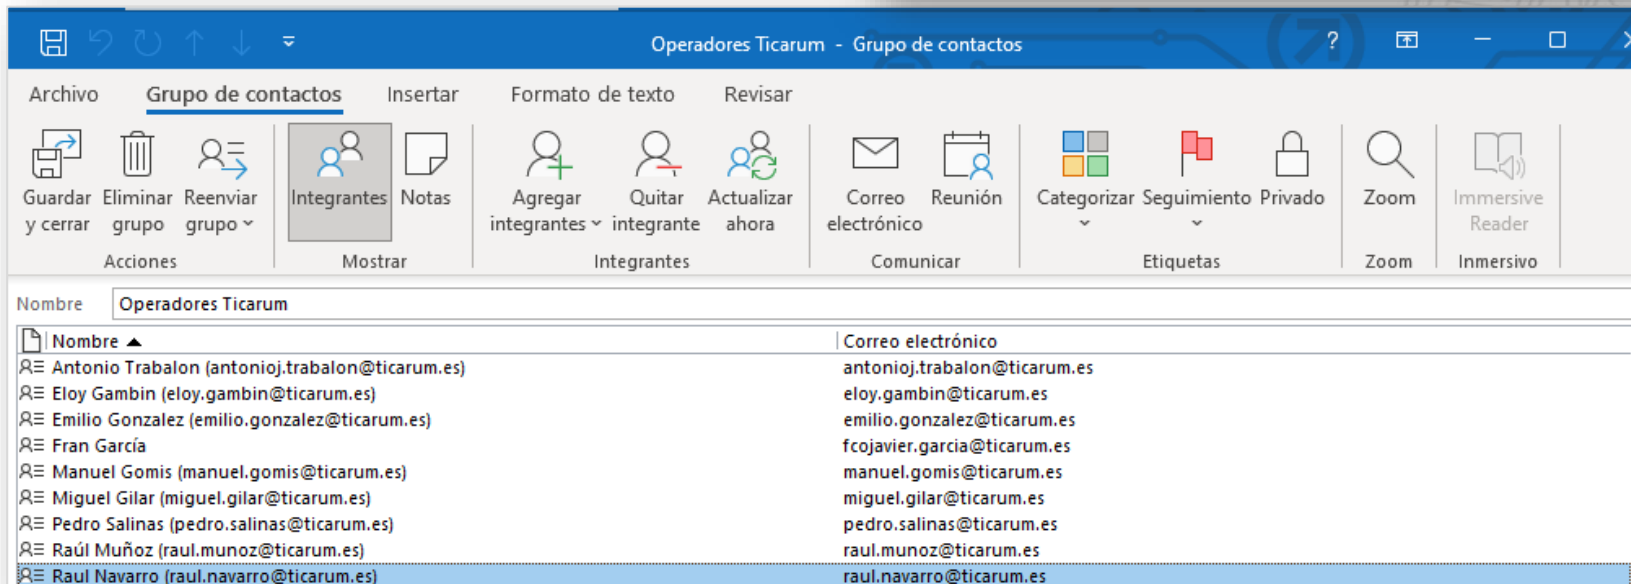 Operadores Ticarum - Grupo de contactos ?
Archivo Grupo de contactos Insertar Formato de texto Revisar
Guardar y cerrar
Eliminar grupo
Reenviar grupo
Integrantes
Notas
Agregar integrantes
Quitar integrante
Actualizar ahora
Correo electrónico
Reunión
Categorizar
Seguimiento
Privado
Zoom
Immersive Reader
Acciones Mostrar Integrantes Comunicar Etiquetas Zoom Inmersivo
Nombre Operadores Ticarum
Nombre Correo electrónico
Antonio Trabalon (antonioj.trabalon@ticarum.es) antonioj.trabalon@ticarum.es
Eloy Gambin (eloy.gambin@ticarum.es) eloy.gambin@ticarum.es
Emilio Gonzalez (emilio.gonzalez@ticarum.es) emilio.gonzalez@ticarum.es
Fran García fcojavier.garcia@ticarum.es
Manuel Gomis (manuel.gomis@ticarum.es) manuel.gomis@ticarum.es
Miguel Gilar (miguel.gilar@ticarum.es) miguel.gilar@ticarum.es
Pedro Salinas (pedro.salinas@ticarum.es) pedro.salinas@ticarum.es
Raúl Muñoz (raul.munoz@ticarum.es) raul.munoz@ticarum.es
Raul Navarro (raul.navarro@ticarum.es) raul.navarro@ticarum.es